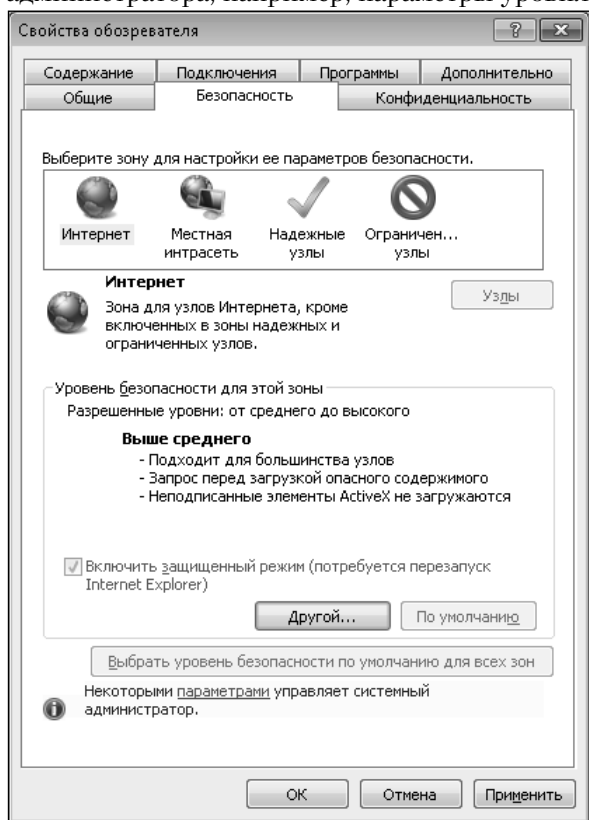 администратора, например, параметры уровня
Свойства обозревателя
Содержание Подключения Программы Дополнительно
Общие Безопасность Конфиденциальность
Выберите зону для настройки ее параметров безопасности.
Интернет Местная интрасеть Надежные узлы Ограничен... узлы
Интернет
Узлы
Зона для узлов Интернета, кроме
включенных в зоны надежных и
ограниченных узлов.
Уровень безопасности для этой зоны
Разрешенные уровни: от среднего до высокого
Выше среднего
- Подходит для большинства узлов
- Запрос перед загрузкой опасного содержимого
- Неподписанные элементы ActiveX не загружаются
Включить защищенный режим (потребуется перезапуск
Internet Explorer)
Другой... По умолчанию
Выбрать уровень безопасности по умолчанию для всех зон
Некоторыми параметрами управляет системный
администратор.
ОК Отмена Применить